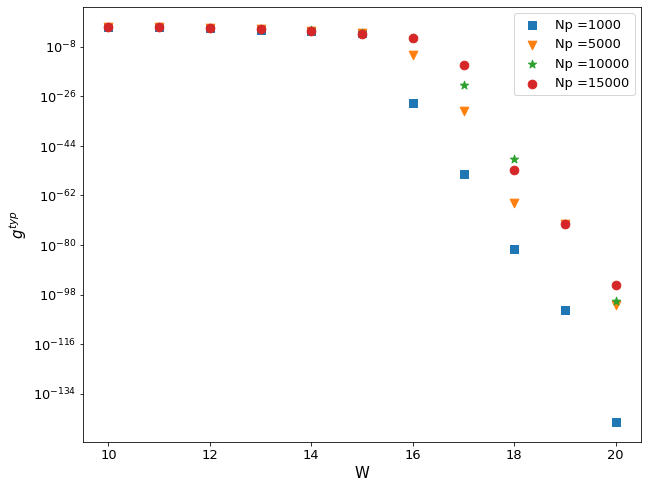 Np =1000
Np =5000
Np =10000
Np =15000
10⁻⁸
10⁻²⁶
10⁻⁴⁴
10⁻⁶²
10⁻⁸⁰
10⁻⁹⁸
10⁻¹¹⁶
10⁻¹³⁴
g^{typ}
10 12 14 16 18 20
W